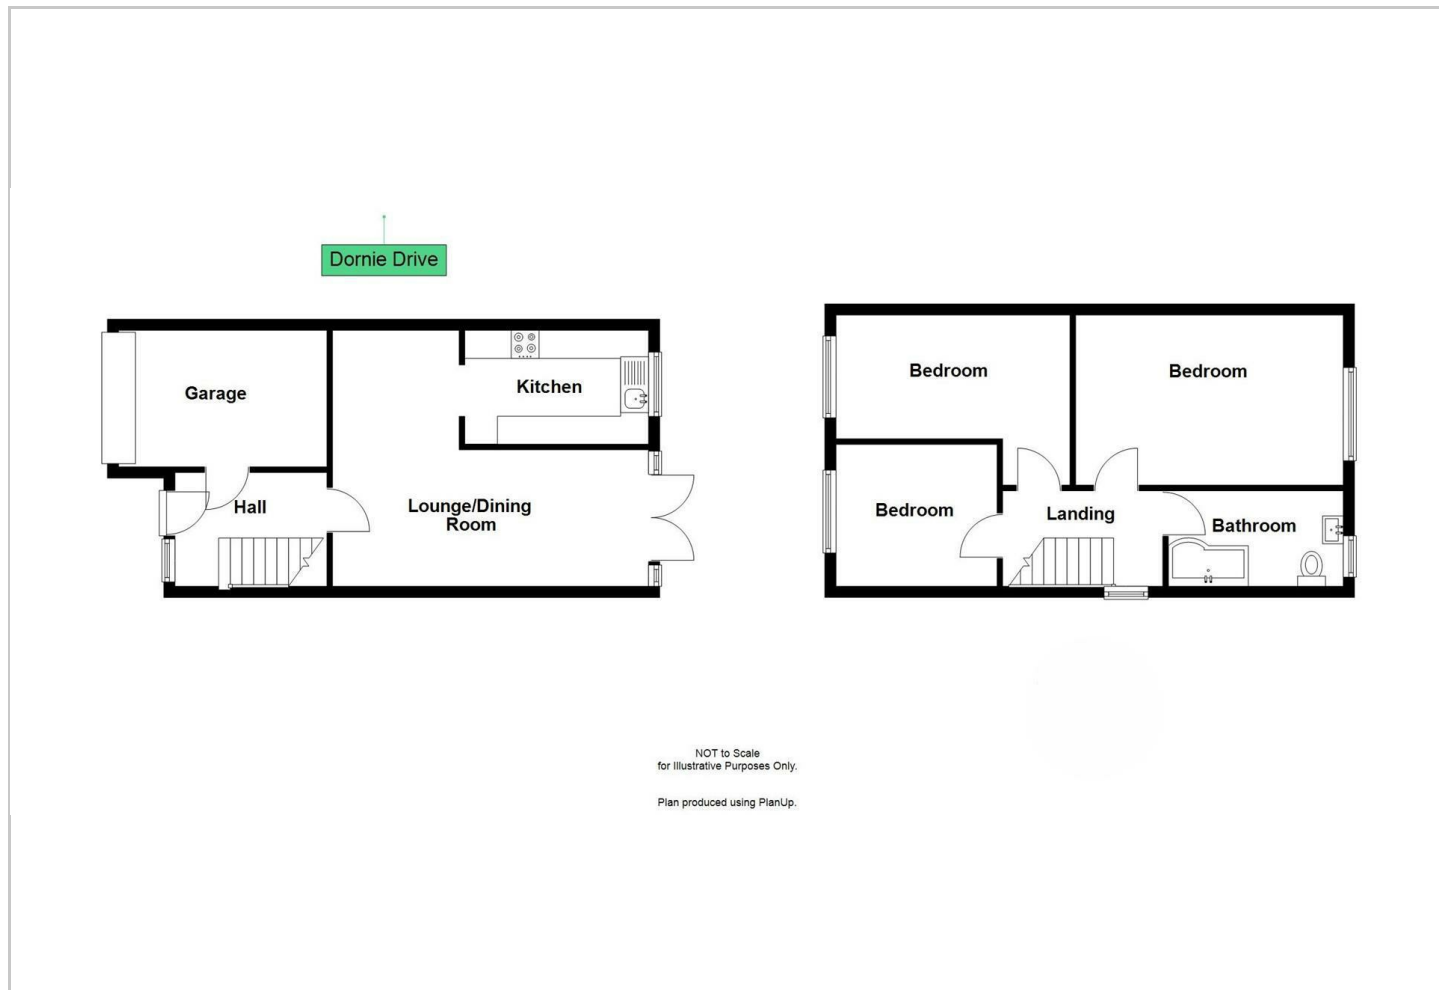 Dornie Drive
Garage
Kitchen
Hall
Lounge/Dining
Room
Bedroom
Bedroom
Bedroom
Landing
Bathroom
NOT to Scale
for Illustrative Purposes Only.
Plan produced using PlanUp.